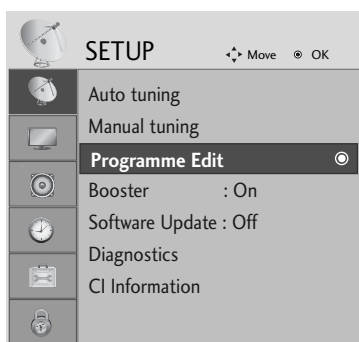 SETUP Move OK
Auto tuning
Manual tuning
Programme Edit
Booster : On
Software Update : Off
Diagnostics
CI Information